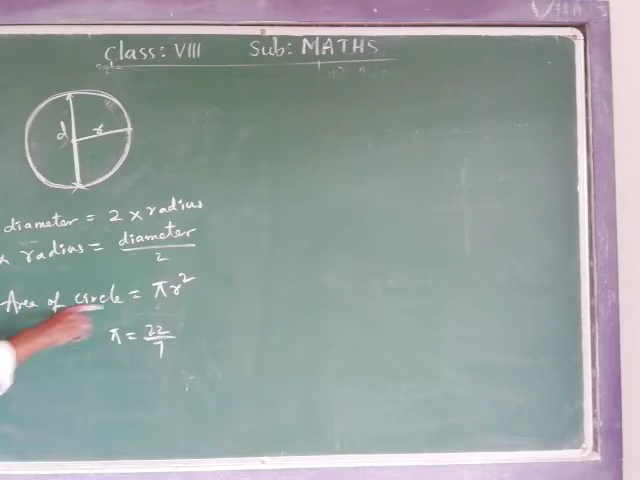 Class: VIII Sub: MATHS
d r
diameter = 2 × radius
× radius = diameter / 2
Area of circle = πr²
π = 22/7